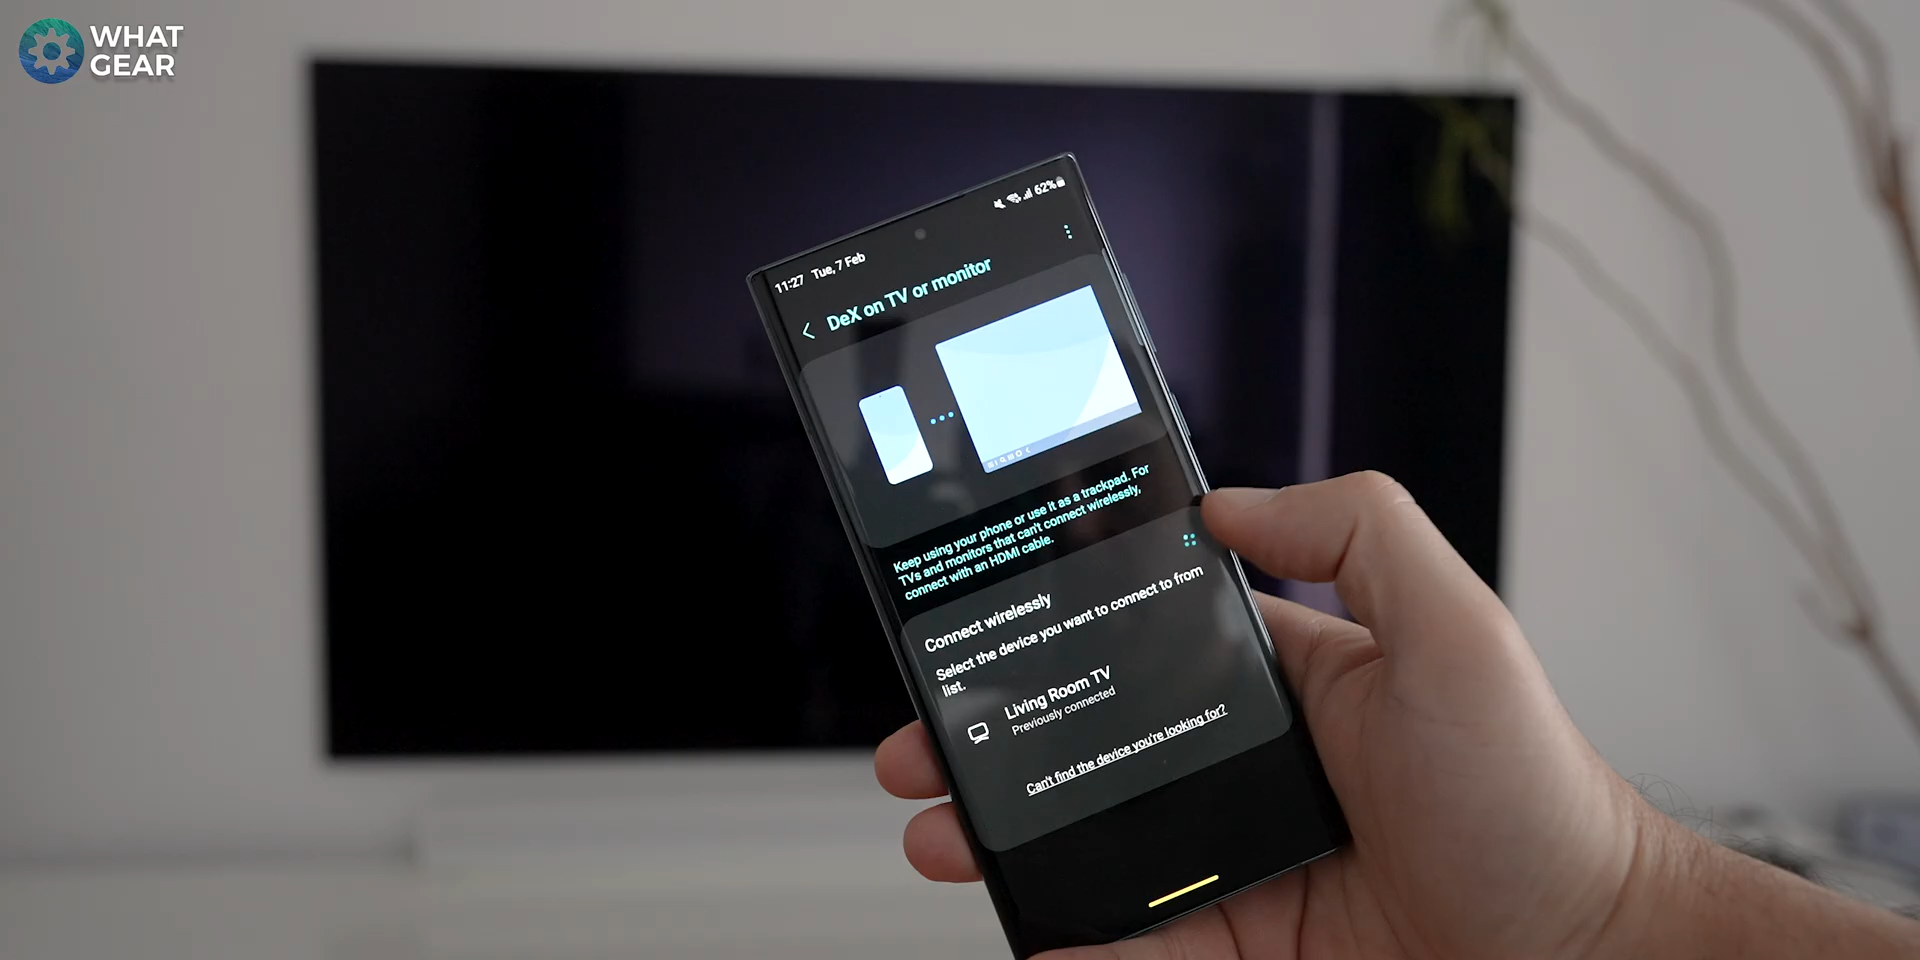 WHAT
GEAR
11:27 Tue, 7 Feb
62%
DeX on TV or monitor
Keep using your phone or use it as a trackpad. For
TVs and monitors that can't connect wirelessly,
connect with an HDMI cable.
Connect wirelessly
Select the device you want to connect to from
list.
Living Room TV
Previously connected
Can't find the device you're looking for?